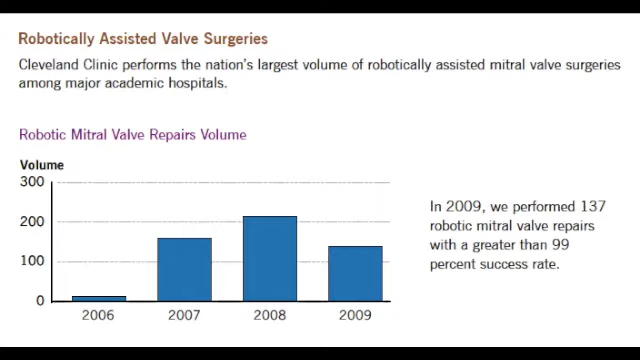 Robotically Assisted Valve Surgeries
Cleveland Clinic performs the nation's largest volume of robotically assisted mitral valve surgeries
among major academic hospitals.
Robotic Mitral Valve Repairs Volume
Volume
300
200
100
0
2006 2007 2008 2009
In 2009, we performed 137
robotic mitral valve repairs
with a greater than 99
percent success rate.